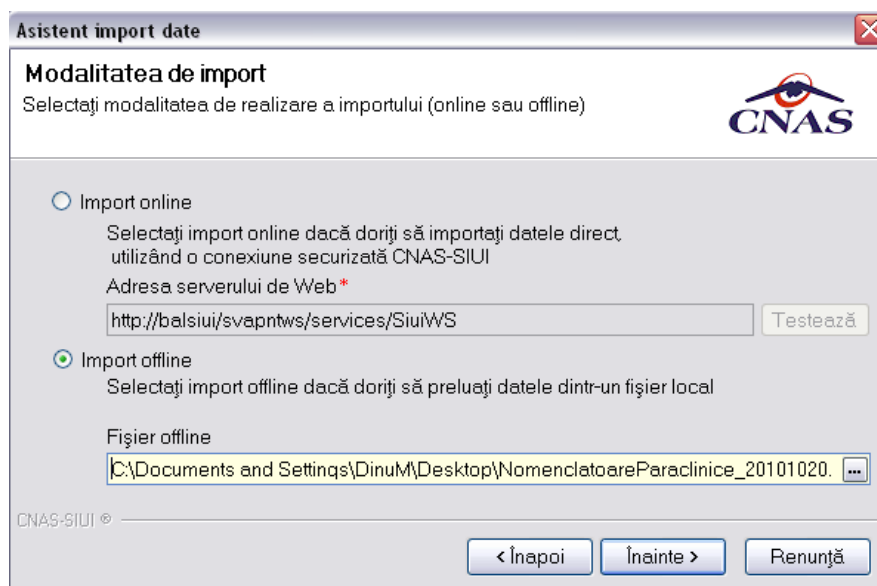 Asistent import date
Modalitatea de import
Selectaţi modalitatea de realizare a importului (online sau offline)
CNAS
Import online
Selectaţi import online dacă doriţi să importaţi datele direct,
utilizând o conexiune securizată CNAS-SIUI
Adresa serverului de Web*
http://balsiui/svapntws/services/SiuiWS
Testează
Import offline
Selectaţi import offline dacă doriţi să preluaţi datele dintr-un fişier local
Fişier offline
C:\Documents and Settings\DinuM\Desktop\NomenclatoareParaclinice_20101020. ...
CNAS-SIUI ®
< Înapoi Înainte > Renunţă